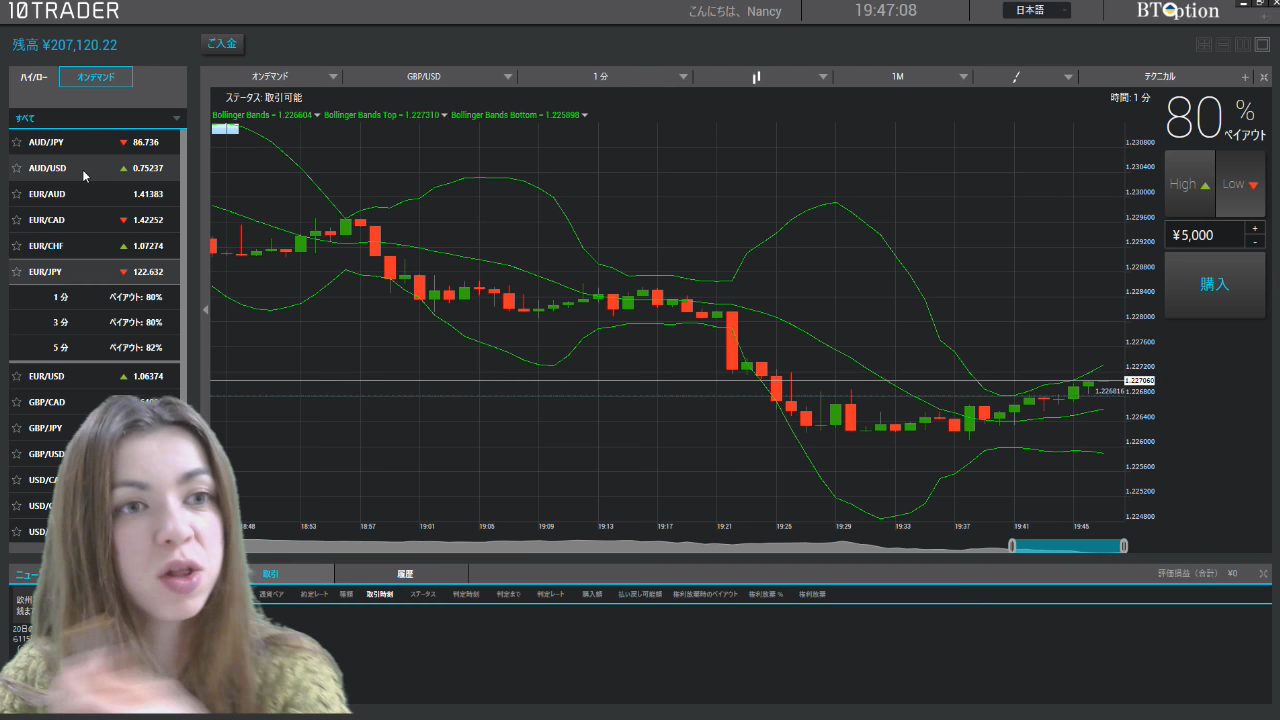 10TRADER
こんにちは、Nancy
19:47:08
日本語
BTOption
残高 ¥207,120.22
ご入金
ハイ/ロー
オンデマンド
オンデマンド
GBP/USD
1 分
1M
テクニカル
すべて
ステータス: 取引可能
時間: 1 分
Bollinger Bands = 1.226604
Bollinger Bands Top = 1.227310
Bollinger Bands Bottom = 1.225898
80 %
ペイアウト
High
Low
¥5,000
+
-
購入
AUD/JPY 86.736
AUD/USD 0.75237
EUR/AUD 1.41383
EUR/CAD 1.42252
EUR/CHF 1.07274
EUR/JPY 122.632
1 分 ペイアウト: 80%
3 分 ペイアウト: 80%
5 分 ペイアウト: 82%
EUR/USD 1.06374
GBP/CAD
GBP/JPY
GBP/USD
1.230800
1.230400
1.230000
1.229600
1.229200
1.228800
1.228400
1.228000
1.227600
1.227200
1.227060
1.226816
1.226800
1.226400
1.226000
1.225600
1.225200
1.224800
18:48
18:53
18:57
19:01
19:05
19:09
19:13
19:17
19:21
19:25
19:29
19:33
19:37
19:41
19:45
取引
履歴
評価損益 (合計) ¥0
通貨ペア
約定レート
種類
取引時刻
ステータス
判定時刻
判定まで
判定レート
購入額
払い戻し可能額
権利放棄時のペイアウト
権利放棄 %
権利放棄